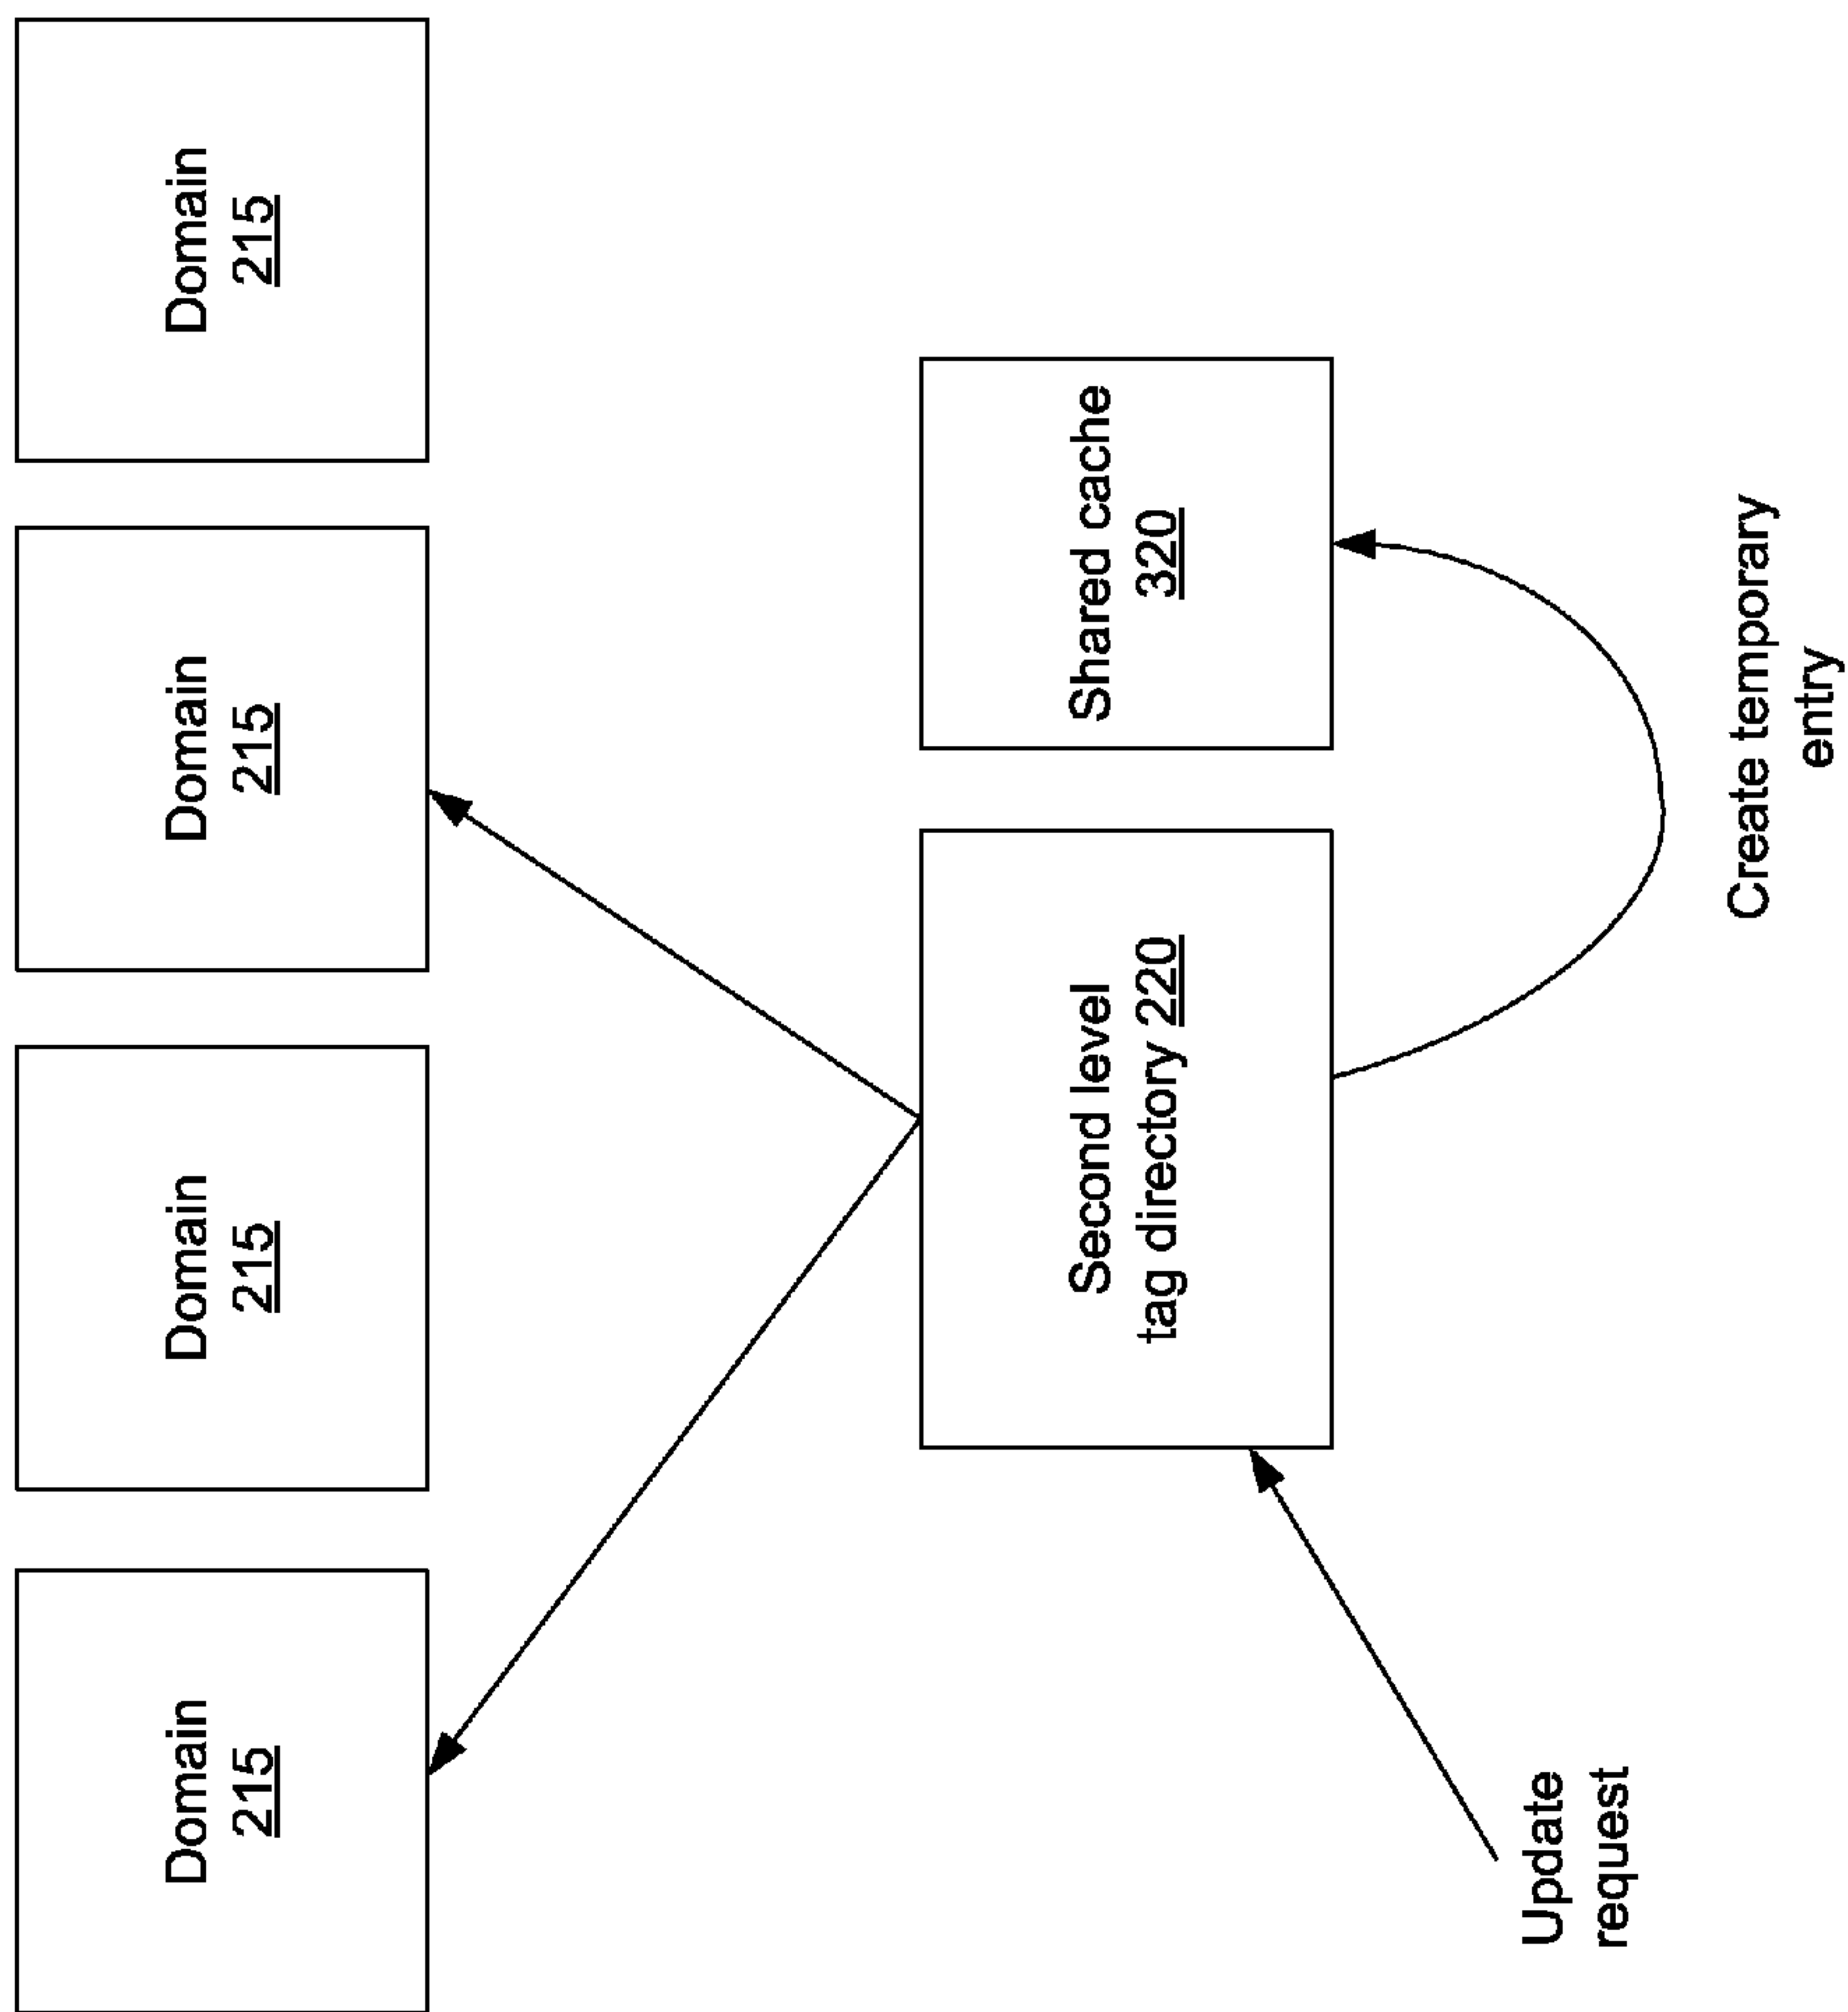 Domain
215
Domain
215
Domain
215
Domain
215
Second level
tag directory 220
Shared cache
320
Update
request
Create temporary
entry